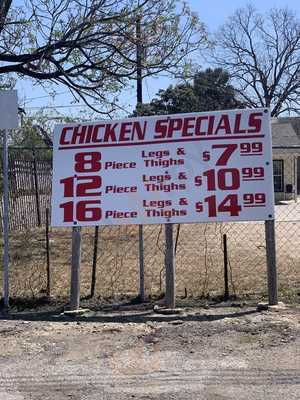 CHICKEN SPECIALS
8 Piece Legs & Thighs $7.99
12 Piece Legs & Thighs $10.99
16 Piece Legs & Thighs $14.99